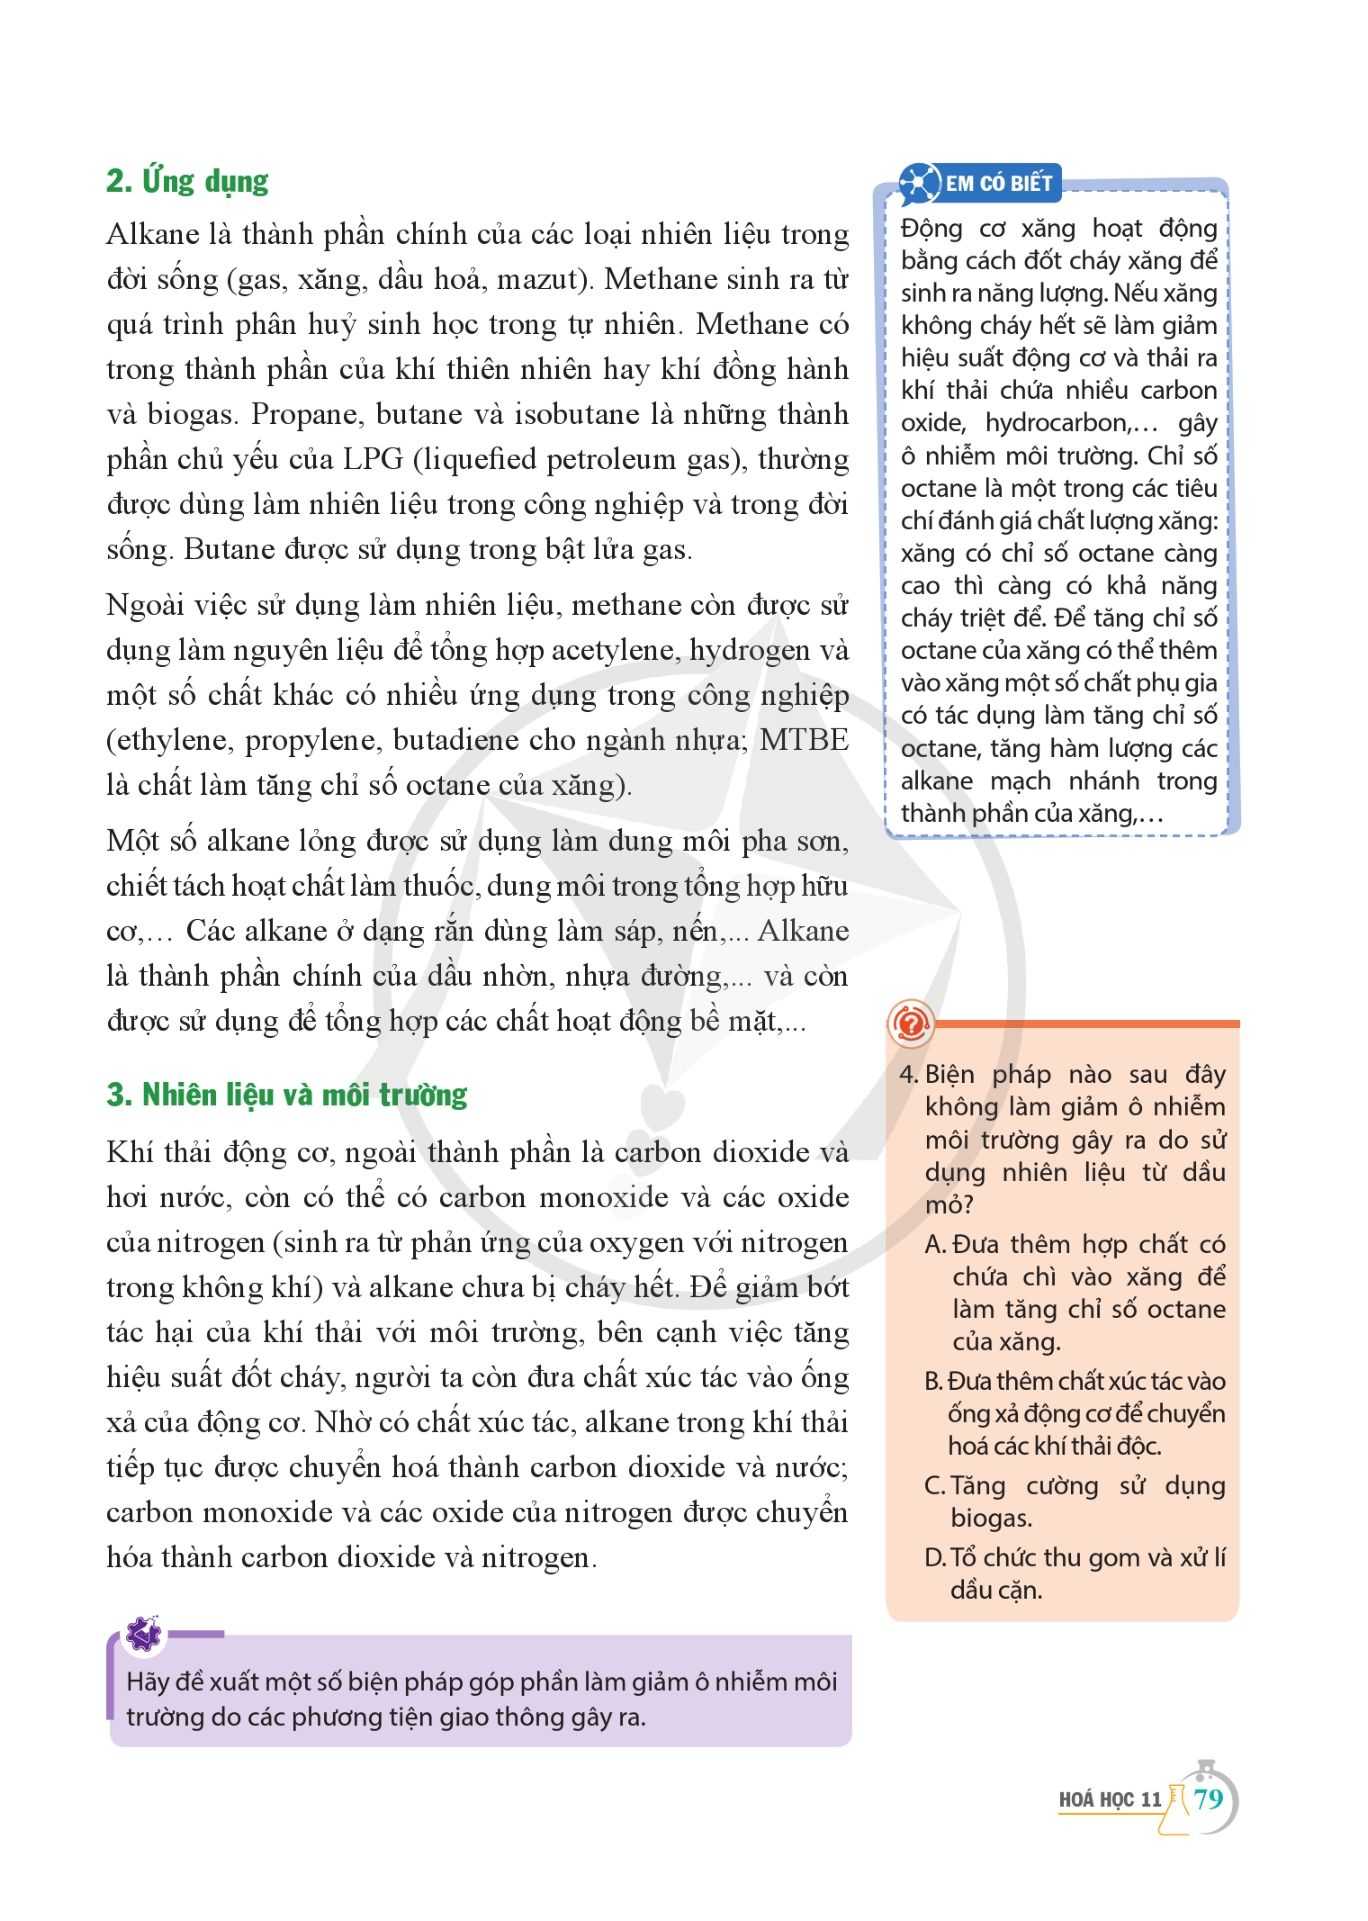 2. Ứng dụng
Alkane là thành phần chính của các loại nhiên liệu trong
đời sống (gas, xăng, dầu hoả, mazut). Methane sinh ra từ
quá trình phân huỷ sinh học trong tự nhiên. Methane có
trong thành phần của khí thiên nhiên hay khí đồng hành
và biogas. Propane, butane và isobutane là những thành
phần chủ yếu của LPG (liquefied petroleum gas), thường
được dùng làm nhiên liệu trong công nghiệp và trong đời
sống. Butane được sử dụng trong bật lửa gas.
Ngoài việc sử dụng làm nhiên liệu, methane còn được sử
dụng làm nguyên liệu để tổng hợp acetylene, hydrogen và
một số chất khác có nhiều ứng dụng trong công nghiệp
(ethylene, propylene, butadiene cho ngành nhựa; MTBE
là chất làm tăng chỉ số octane của xăng).
Một số alkane lỏng được sử dụng làm dung môi pha sơn,
chiết tách hoạt chất làm thuốc, dung môi trong tổng hợp hữu
cơ,… Các alkane ở dạng rắn dùng làm sáp, nến,... Alkane
là thành phần chính của dầu nhờn, nhựa đường,... và còn
được sử dụng để tổng hợp các chất hoạt động bề mặt,...
3. Nhiên liệu và môi trường
Khí thải động cơ, ngoài thành phần là carbon dioxide và
hơi nước, còn có thể có carbon monoxide và các oxide
của nitrogen (sinh ra từ phản ứng của oxygen với nitrogen
trong không khí) và alkane chưa bị cháy hết. Để giảm bớt
tác hại của khí thải với môi trường, bên cạnh việc tăng
hiệu suất đốt cháy, người ta còn đưa chất xúc tác vào ống
xả của động cơ. Nhờ có chất xúc tác, alkane trong khí thải
tiếp tục được chuyển hoá thành carbon dioxide và nước;
carbon monoxide và các oxide của nitrogen được chuyển
hóa thành carbon dioxide và nitrogen.
Hãy đề xuất một số biện pháp góp phần làm giảm ô nhiễm môi
trường do các phương tiện giao thông gây ra.
EM CÓ BIẾT
Động cơ xăng hoạt động
bằng cách đốt cháy xăng để
sinh ra năng lượng. Nếu xăng
không cháy hết sẽ làm giảm
hiệu suất động cơ và thải ra
khí thải chứa nhiều carbon
oxide, hydrocarbon,… gây
ô nhiễm môi trường. Chỉ số
octane là một trong các tiêu
chí đánh giá chất lượng xăng:
xăng có chỉ số octane càng
cao thì càng có khả năng
cháy triệt để. Để tăng chỉ số
octane của xăng có thể thêm
vào xăng một số chất phụ gia
có tác dụng làm tăng chỉ số
octane, tăng hàm lượng các
alkane mạch nhánh trong
thành phần của xăng,…
4. Biện pháp nào sau đây
không làm giảm ô nhiễm
môi trường gây ra do sử
dụng nhiên liệu từ dầu
mỏ?
A. Đưa thêm hợp chất có
chứa chì vào xăng để
làm tăng chỉ số octane
của xăng.
B. Đưa thêm chất xúc tác vào
ống xả động cơ để chuyển
hoá các khí thải độc.
C. Tăng cường sử dụng
biogas.
D. Tổ chức thu gom và xử lí
dầu cặn.
HOÁ HỌC 11 79